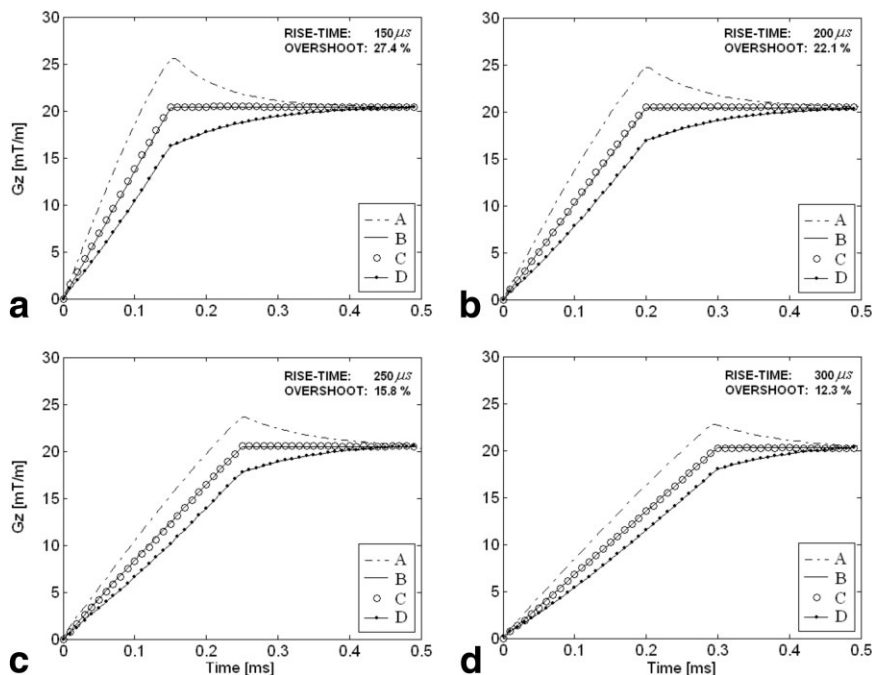 30
25
20
15
10
5
0
Gz [mT/m]
RISE-TIME: 150 μs
OVERSHOOT: 27.4 %
A
B
C
D
0 0.1 0.2 0.3 0.4 0.5
a
30
25
20
15
10
5
0
Gz [mT/m]
RISE-TIME: 200 μs
OVERSHOOT: 22.1 %
A
B
C
D
0 0.1 0.2 0.3 0.4 0.5
b
30
25
20
15
10
5
0
Gz [mT/m]
RISE-TIME: 250 μs
OVERSHOOT: 15.8 %
A
B
C
D
0 0.1 0.2 0.3 0.4 0.5
Time [ms]
c
30
25
20
15
10
5
0
Gz [mT/m]
RISE-TIME: 300 μs
OVERSHOOT: 12.3 %
A
B
C
D
0 0.1 0.2 0.3 0.4 0.5
Time [ms]
d